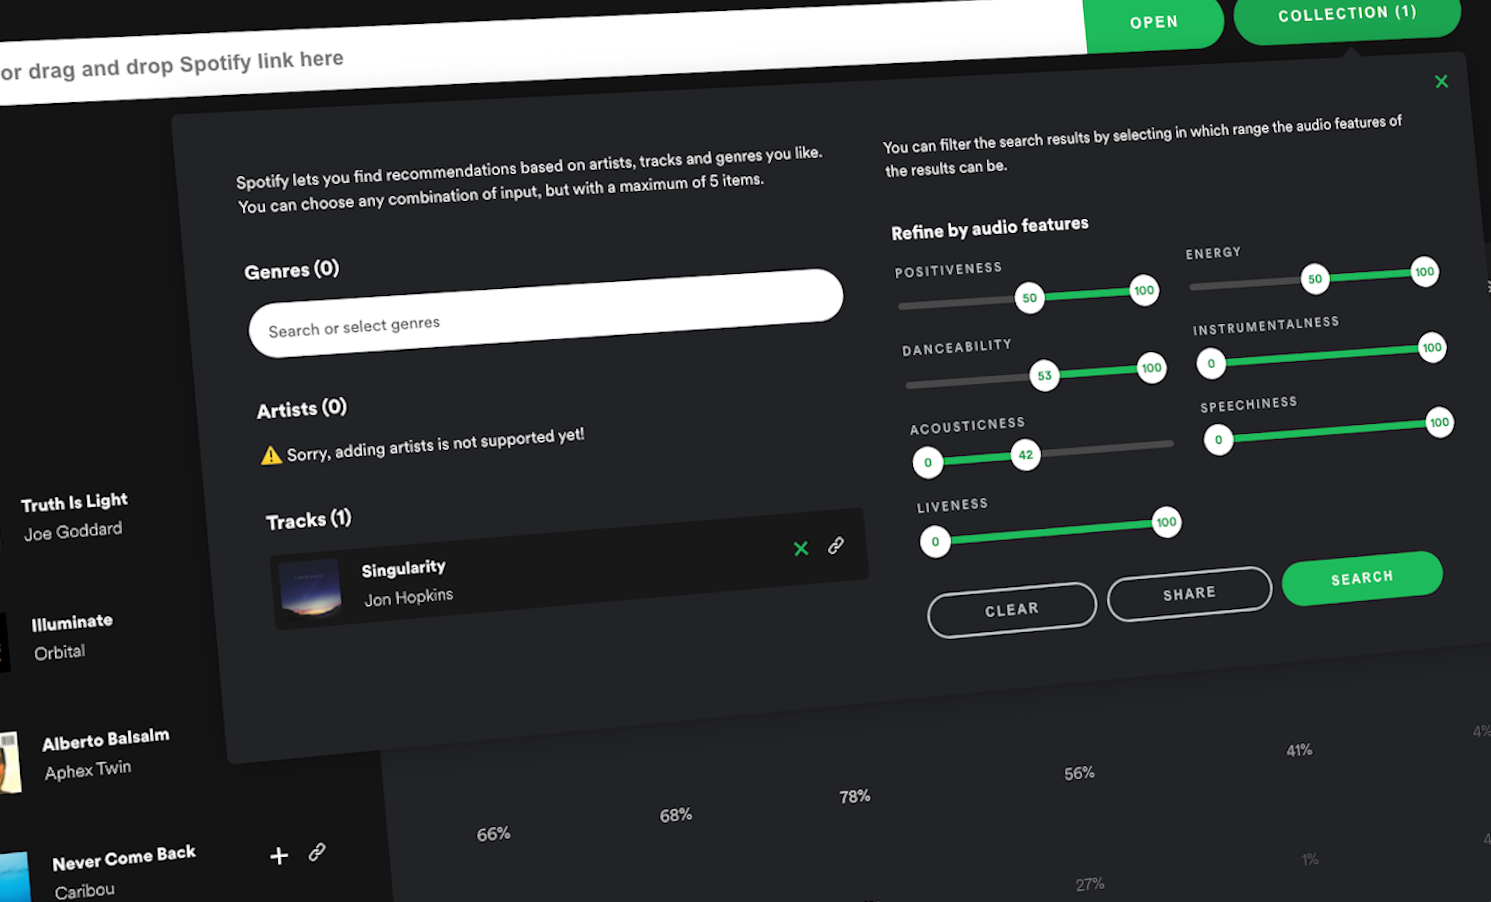 or drag and drop Spotify link here
OPEN
COLLECTION (1)
Spotify lets you find recommendations based on artists, tracks and genres you like.
You can choose any combination of input, but with a maximum of 5 items.
Genres (0)
Search or select genres
Artists (0)
⚠️ Sorry, adding artists is not supported yet!
Tracks (1)
Singularity
Jon Hopkins
You can filter the search results by selecting in which range the audio features of
the results can be.
Refine by audio features
POSITIVENESS
50 100
ENERGY
50 100
DANCEABILITY
53 100
INSTRUMENTALNESS
0 100
ACOUSTICNESS
0 42
SPEECHINESS
0 100
LIVENESS
0 100
CLEAR
SHARE
SEARCH
Truth Is Light
Joe Goddard
Illuminate
Orbital
Alberto Balsalm
Aphex Twin
Never Come Back
Caribou
66% 68% 78% 56% 41% 4%
27% 1%